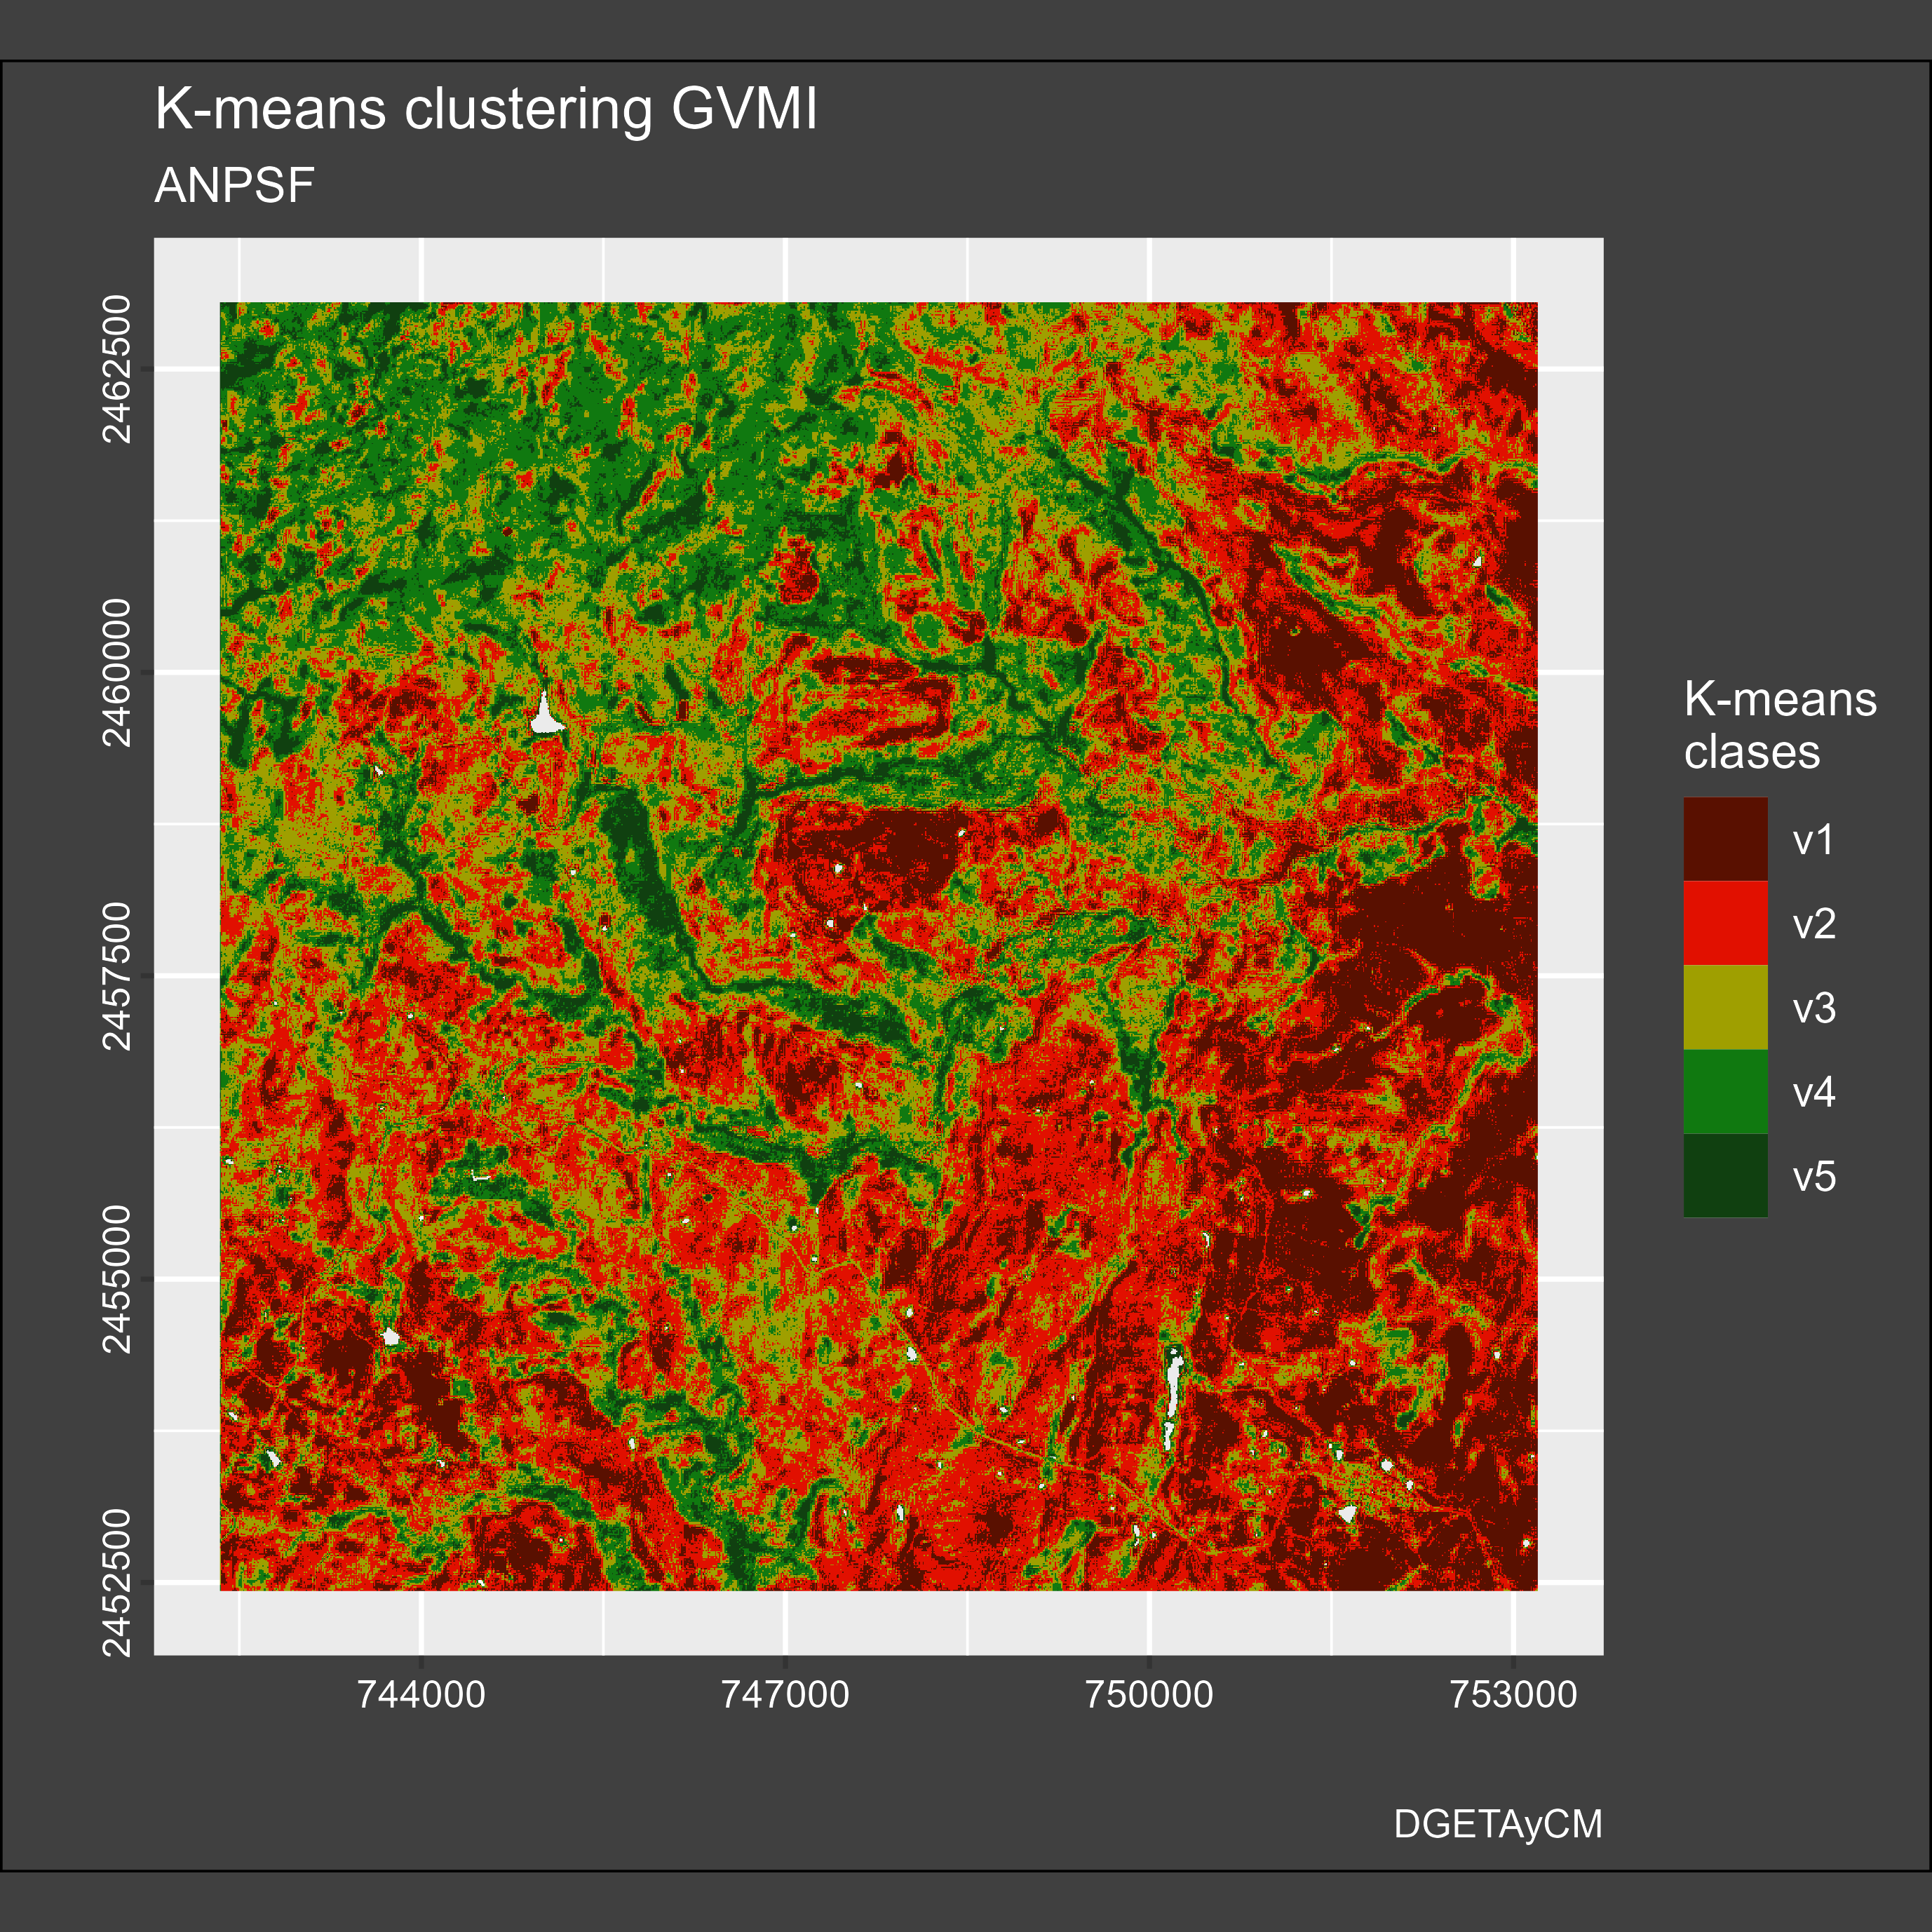 K-means clustering GVMI
ANPSF
2462500
2460000
2457500
2455000
2452500
744000
747000
750000
753000
K-means
clases
v1
v2
v3
v4
v5
DGETAyCM